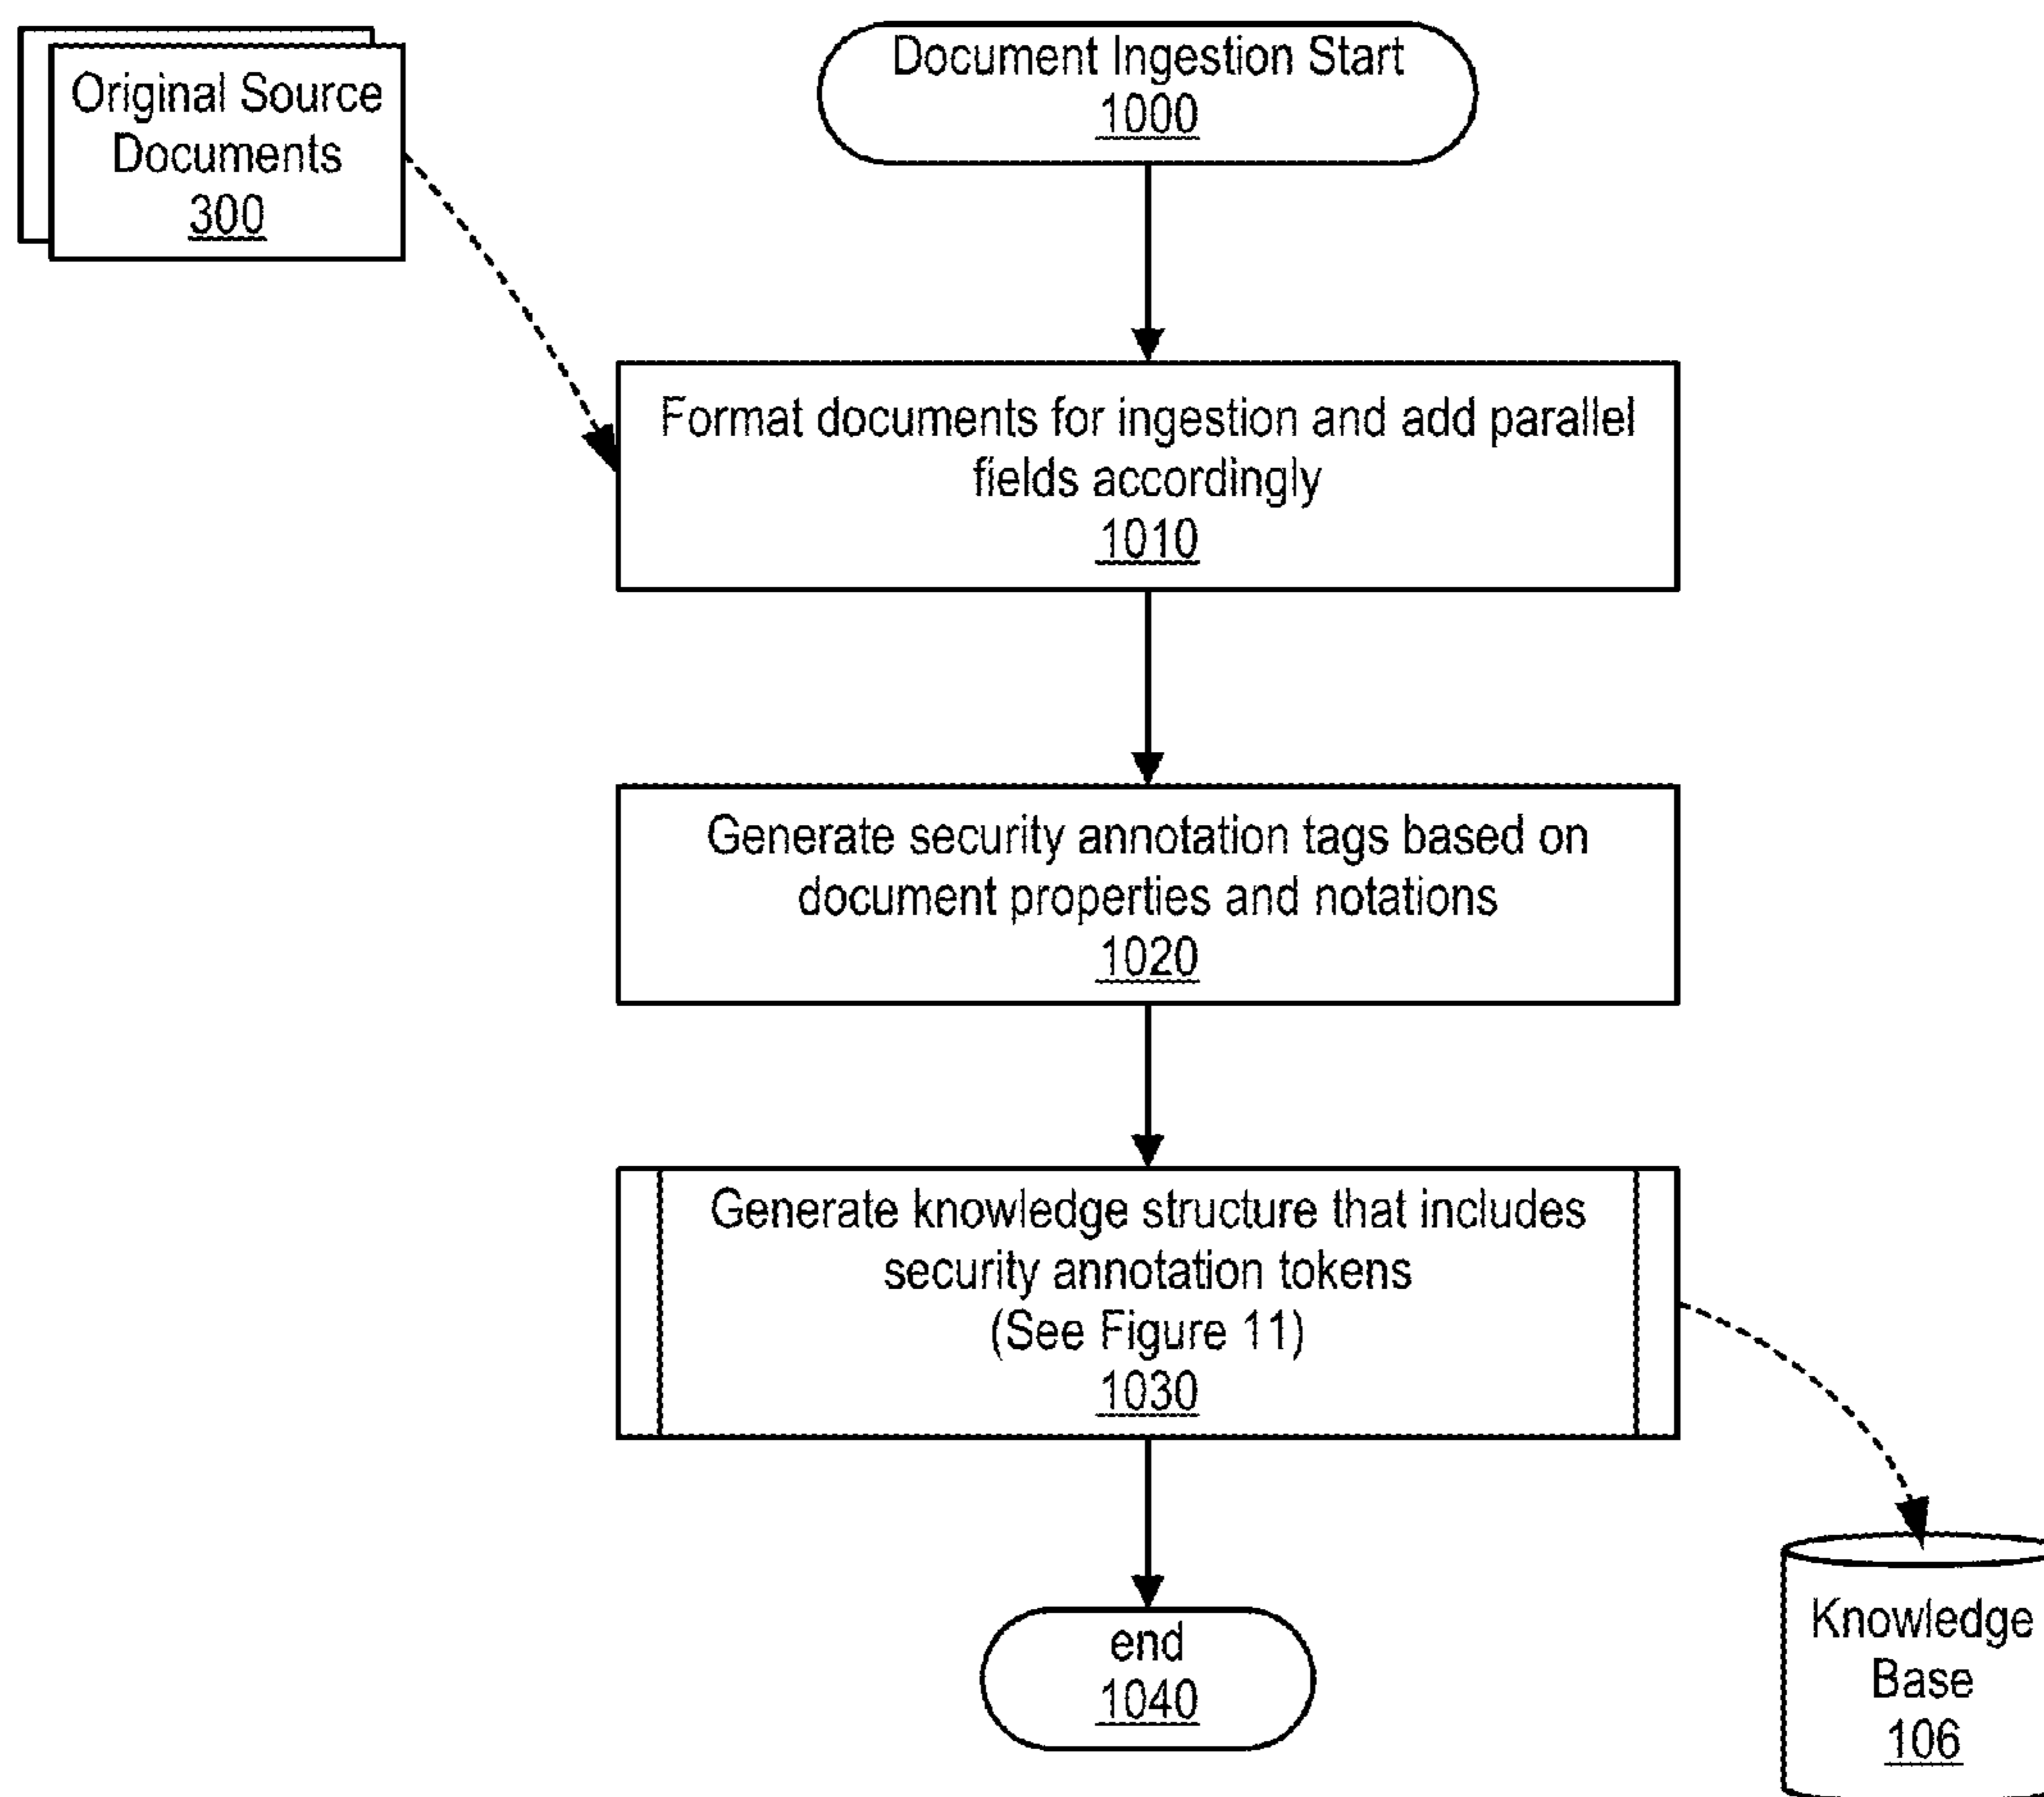 Original Source
Documents
300
Document Ingestion Start
1000
Format documents for ingestion and add parallel
fields accordingly
1010
Generate security annotation tags based on
document properties and notations
1020
Generate knowledge structure that includes
security annotation tokens
(See Figure 11)
1030
end
1040
Knowledge
Base
106